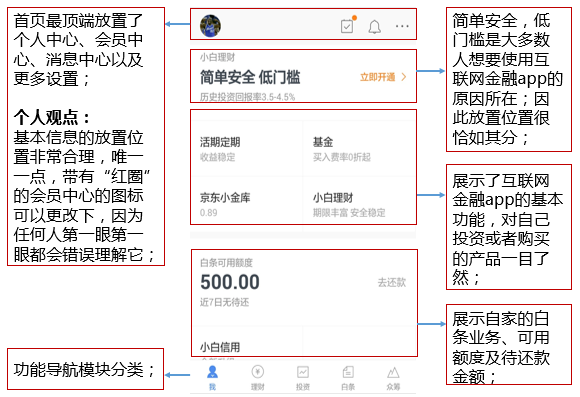 首页最顶端放置了
个人中心、会员中
心、消息中心以及
更多设置；
个人观点：
基本信息的放置位
置非常合理，唯一
一点，带有“红圈”
的会员中心的图标
可以更改下，因为
任何人第一眼第一
眼都会错误理解它；
功能导航模块分类；
小白理财
简单安全 低门槛
立即开通 >
历史投资回报率3.5-4.5%
活期定期
收益稳定
基金
买入费率0折起
京东小金库
0.89
小白理财
期限丰富 安全稳定
白条可用额度
500.00
去还款
近7日无待还
小白信用
我
理财
投资
白条
众筹
简单安全，低
门槛是大多数
人想要使用互
联网金融app的
原因所在；因
此放置位置很
恰如其分；
展示了互联网
金融app的基本
功能，对自己
投资或者购买
的产品一目了
然；
展示自家的白
条业务、可用
额度及待还款
金额；